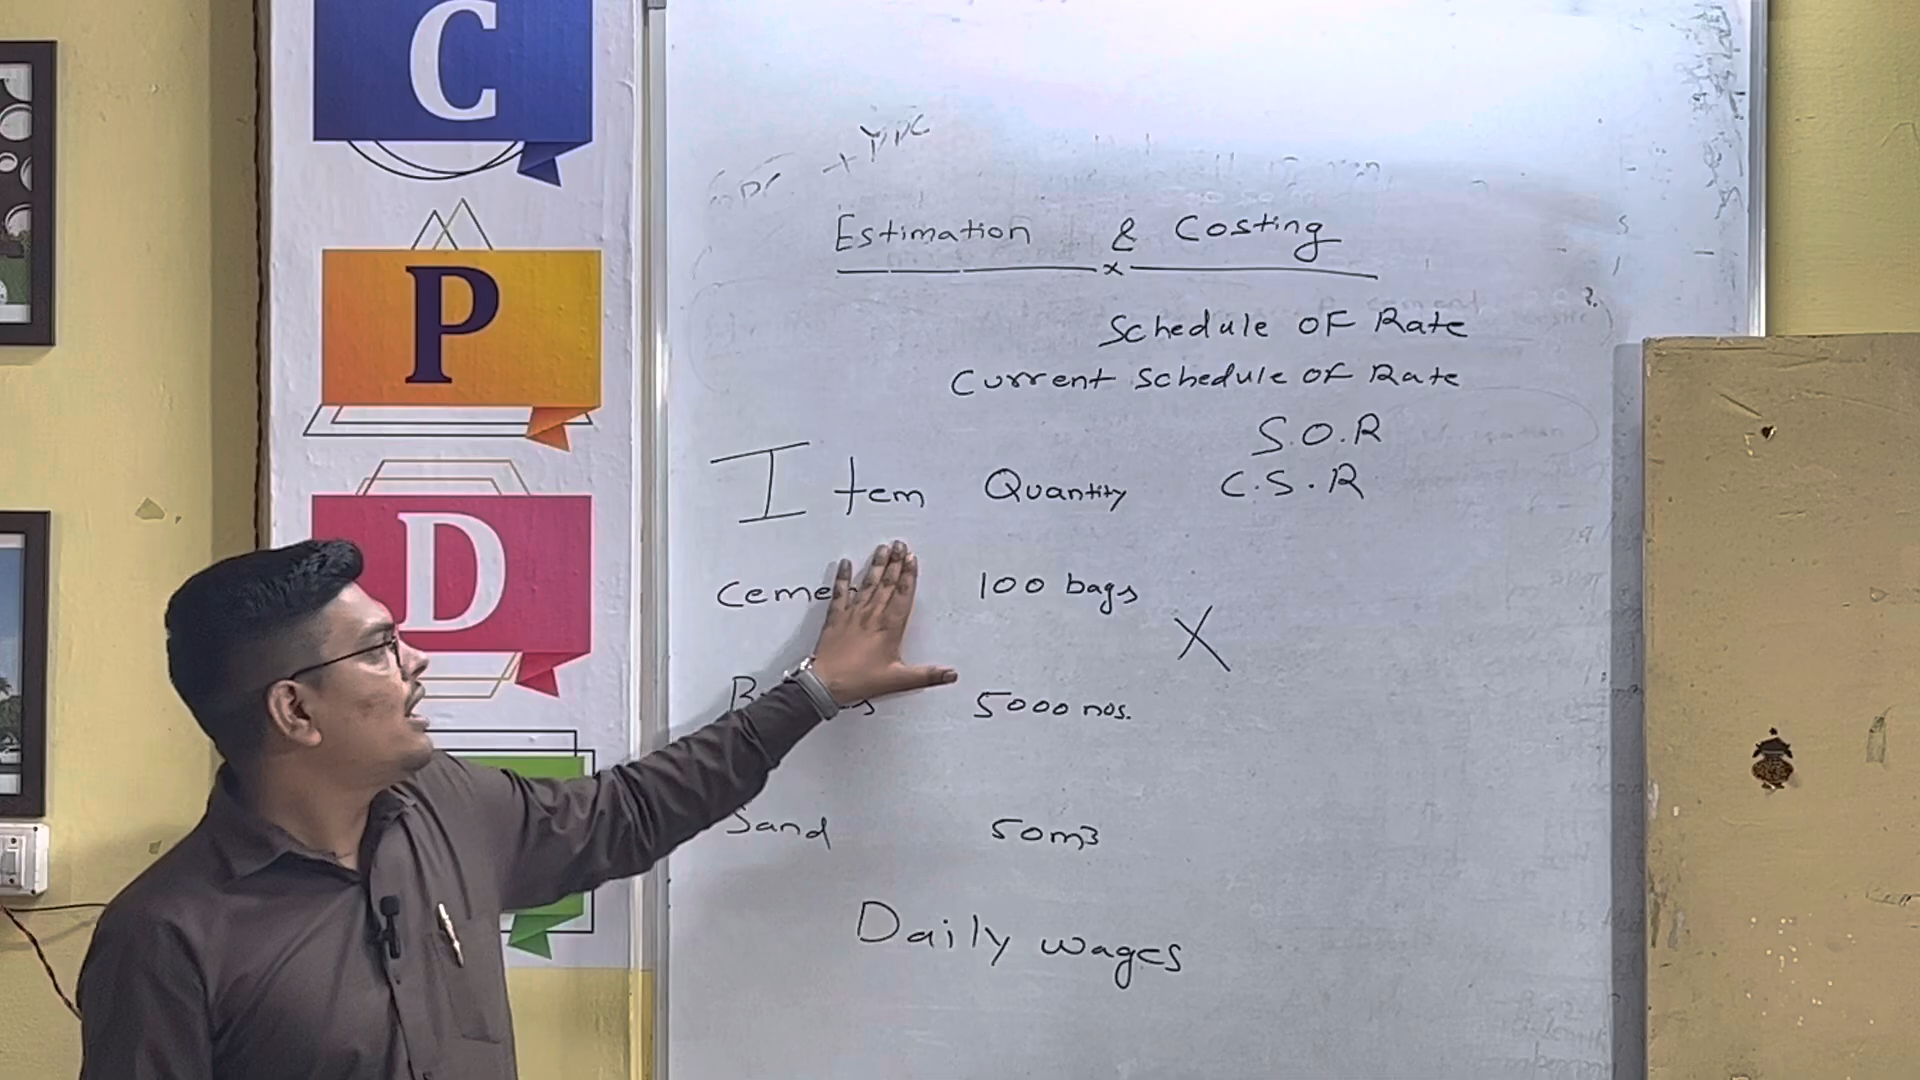 C
P
D
Estimation & Costing
x
Schedule OF Rate
Current Schedule of Rate
S.O.R
Item Quantity C.S.R
100 bags
X
5000 nos.
Sand 50m3
Daily wages